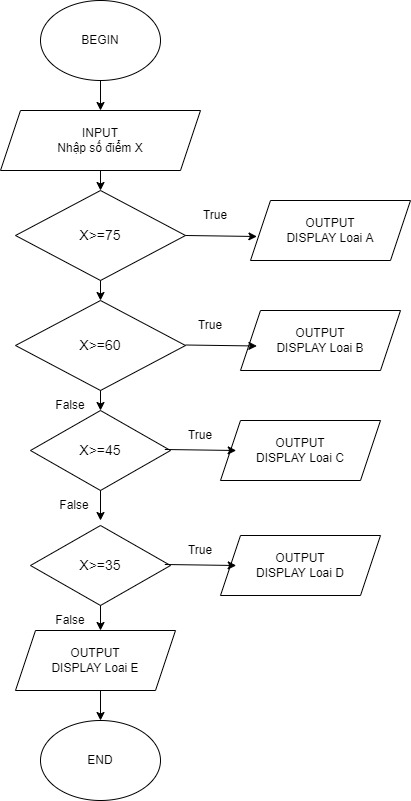 BEGIN
INPUT
Nhập số điểm X
X>=75
True
OUTPUT
DISPLAY Loai A
X>=60
True
OUTPUT
DISPLAY Loai B
False
X>=45
True
OUTPUT
DISPLAY Loai C
False
X>=35
True
OUTPUT
DISPLAY Loai D
False
OUTPUT
DISPLAY Loai E
END